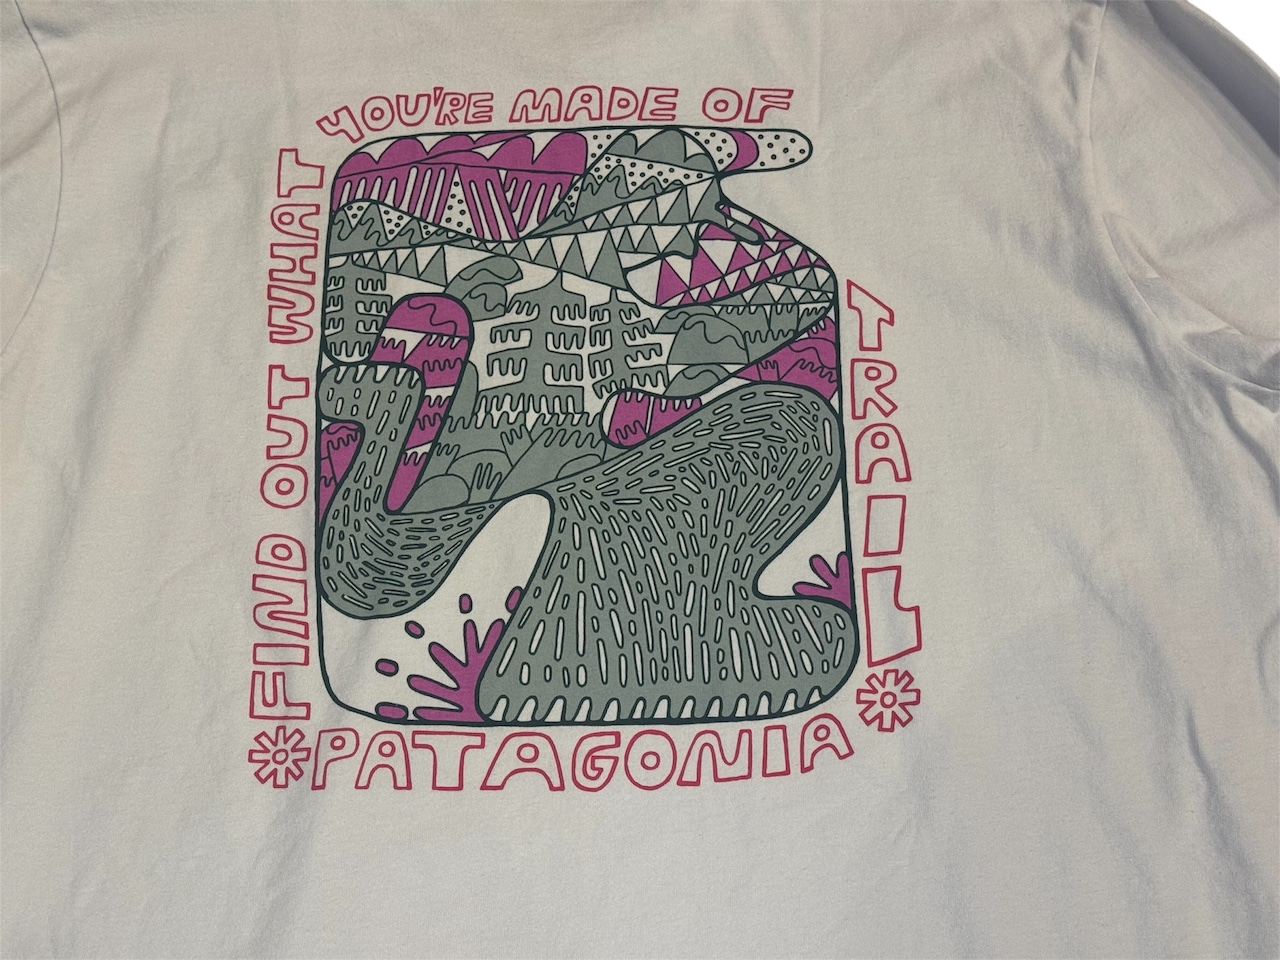 FIND OUT WHAT
YOU'RE MADE OF
TRAIL
PATAGONIA